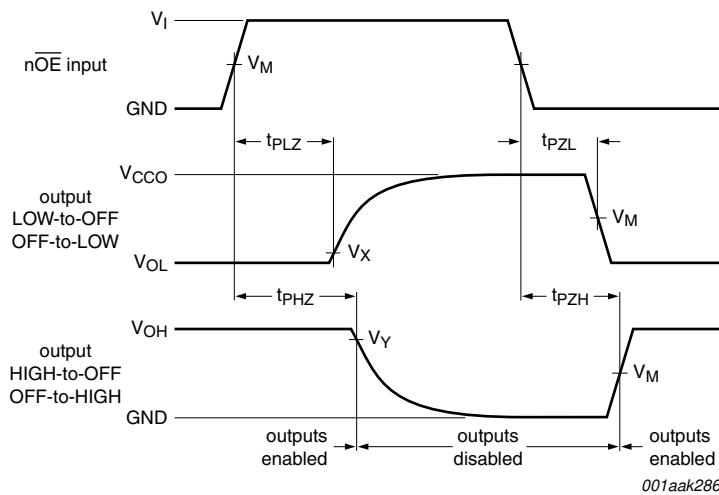 V_I
nOE input
V_M
GND
t_PLZ
t_PZL
V_CCO
output
LOW-to-OFF
OFF-to-LOW
V_M
V_X
V_OL
t_PHZ
t_PZH
V_OH
V_Y
output
HIGH-to-OFF
OFF-to-HIGH
V_M
GND
outputs
enabled
outputs
disabled
outputs
enabled
001aak286